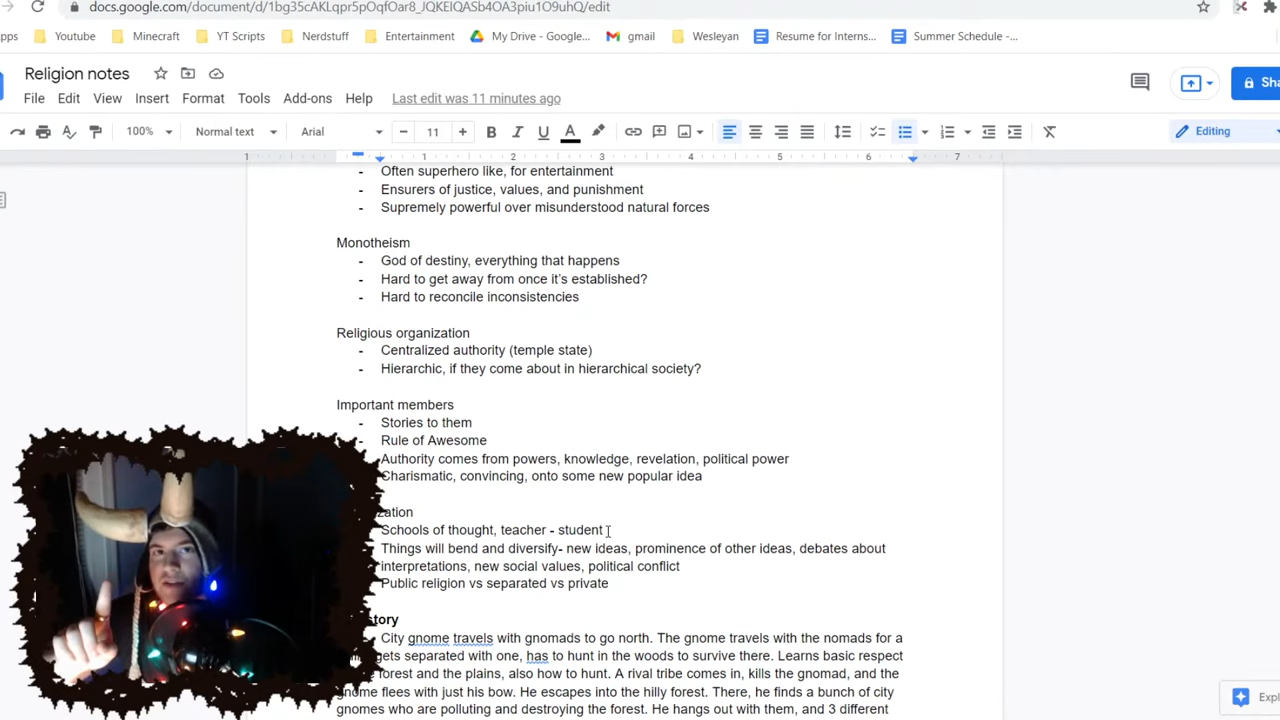 docs.google.com/document/d/1bg35cAKLqpr5pOqfOar8_JQKEIQASb4OA3piu1O9uhQ/edit
Youtube Minecraft YT Scripts Nerdstuff Entertainment My Drive - Google... gmail Wesleyan Resume for Interns... Summer Schedule -...
Religion notes
File Edit View Insert Format Tools Add-ons Help Last edit was 11 minutes ago
100% Normal text Arial - 11 + B I U A Editing
1 1 2 3 4 5 6 7
- Often superhero like, for entertainment
- Ensurers of justice, values, and punishment
- Supremely powerful over misunderstood natural forces
Monotheism
- God of destiny, everything that happens
- Hard to get away from once it's established?
- Hard to reconcile inconsistencies
Religious organization
- Centralized authority (temple state)
- Hierarchic, if they come about in hierarchical society?
Important members
- Stories to them
- Rule of Awesome
Authority comes from powers, knowledge, revelation, political power
Charismatic, convincing, onto some new popular idea
zation
Schools of thought, teacher - student
Things will bend and diversify- new ideas, prominence of other ideas, debates about
interpretations, new social values, political conflict
Public religion vs separated vs private
story
City gnome travels with gnomads to go north. The gnome travels with the nomads for a
gets separated with one, has to hunt in the woods to survive there. Learns basic respect
forest and the plains, also how to hunt. A rival tribe comes in, kills the gnomad, and the
gnome flees with just his bow. He escapes into the hilly forest. There, he finds a bunch of city
gnomes who are polluting and destroying the forest. He hangs out with them, and 3 different